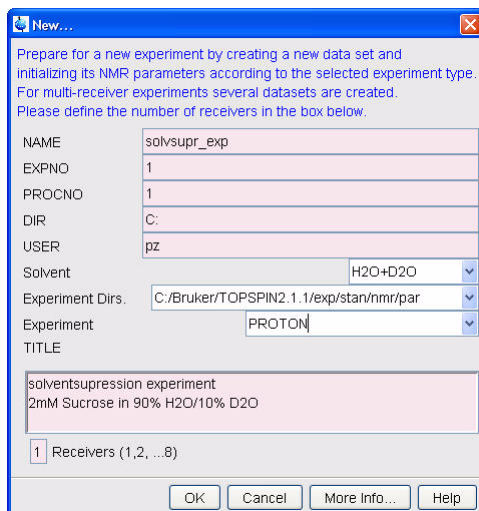 New...
Prepare for a new experiment by creating a new data set and
initializing its NMR parameters according to the selected experiment type.
For multi-receiver experiments several datasets are created.
Please define the number of receivers in the box below.
NAME solvsupr_exp
EXPNO 1
PROCNO 1
DIR C:
USER pz
Solvent H2O+D2O
Experiment Dirs. C:/Bruker/TOPSPIN2.1.1/exp/stan/nmr/par
Experiment PROTON
TITLE
solventsupression experiment
2mM Sucrose in 90% H2O/10% D2O
1 Receivers (1,2, ...8)
OK Cancel More Info... Help